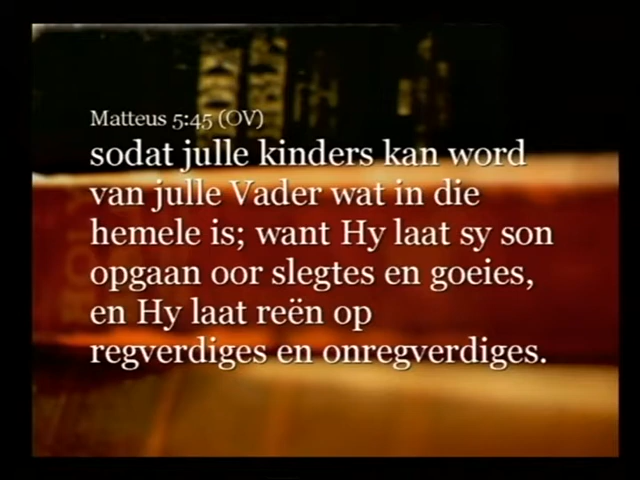 Matteus 5:45 (OV)
sodat julle kinders kan word
van julle Vader wat in die
hemele is; want Hy laat sy son
opgaan oor slegtes en goeies,
en Hy laat reën op
regverdiges en onregverdiges.